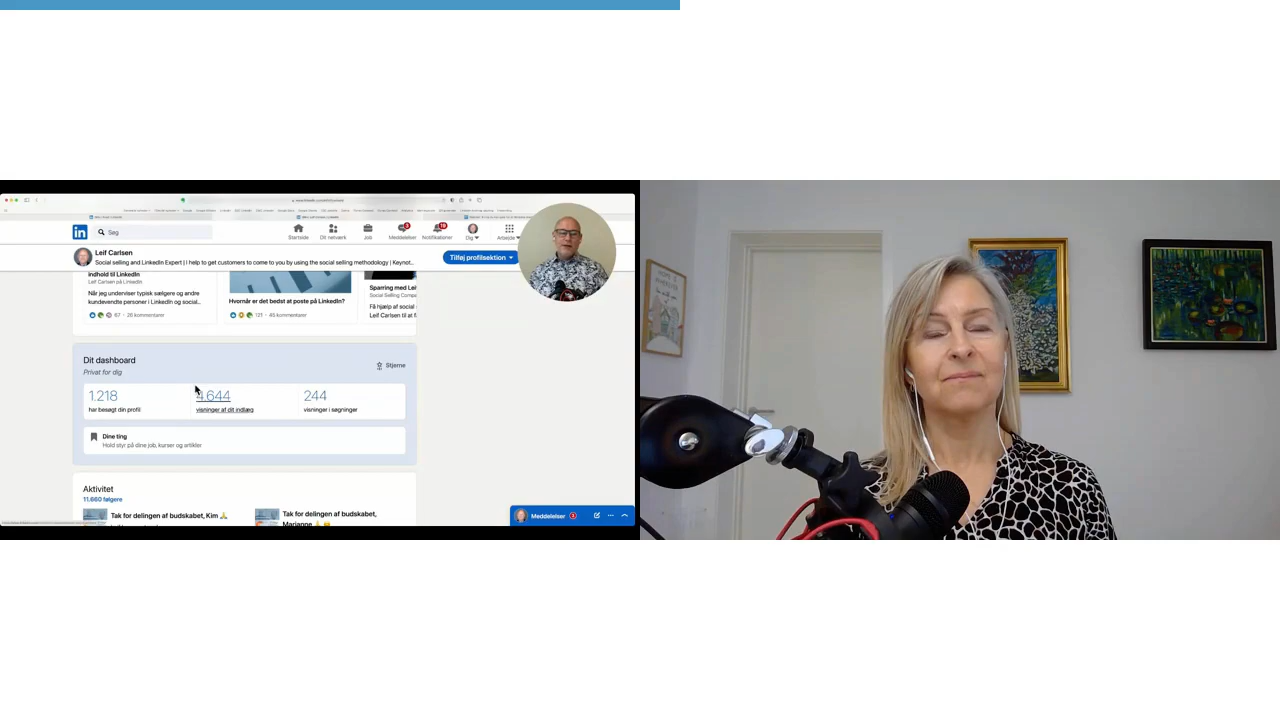 in
Søg
Startside
Dit netværk
Job
Meddelelser
Notifikationer
Dig
Arbejde
Leif Carlsen
Social selling and LinkedIn Expert | I help to get customers to come to you by using the social selling methodology | Keynot...
Tilføj profilsektion
indhold til LinkedIn
Leif Carlsen på LinkedIn
Når jeg underviser typisk sælgere og andre
kundevendte personer i LinkedIn og social...
67 · 26 kommentarer
Hvornår er det bedst at poste på LinkedIn?
121 · 45 kommentarer
Sparring med Lei
Social Selling Compa
Få hjælp af social
Leif Carlsen til at f
Dit dashboard
Privat for dig
Stjerne
1.218
har besøgt din profil
4.644
visninger af dit indlæg
244
visninger i søgninger
Dine ting
Hold styr på dine job, kurser og artikler
Aktivitet
11.660 følgere
Tak for delingen af budskabet, Kim
Tak for delingen af budskabet,
Marianne
Meddelelser